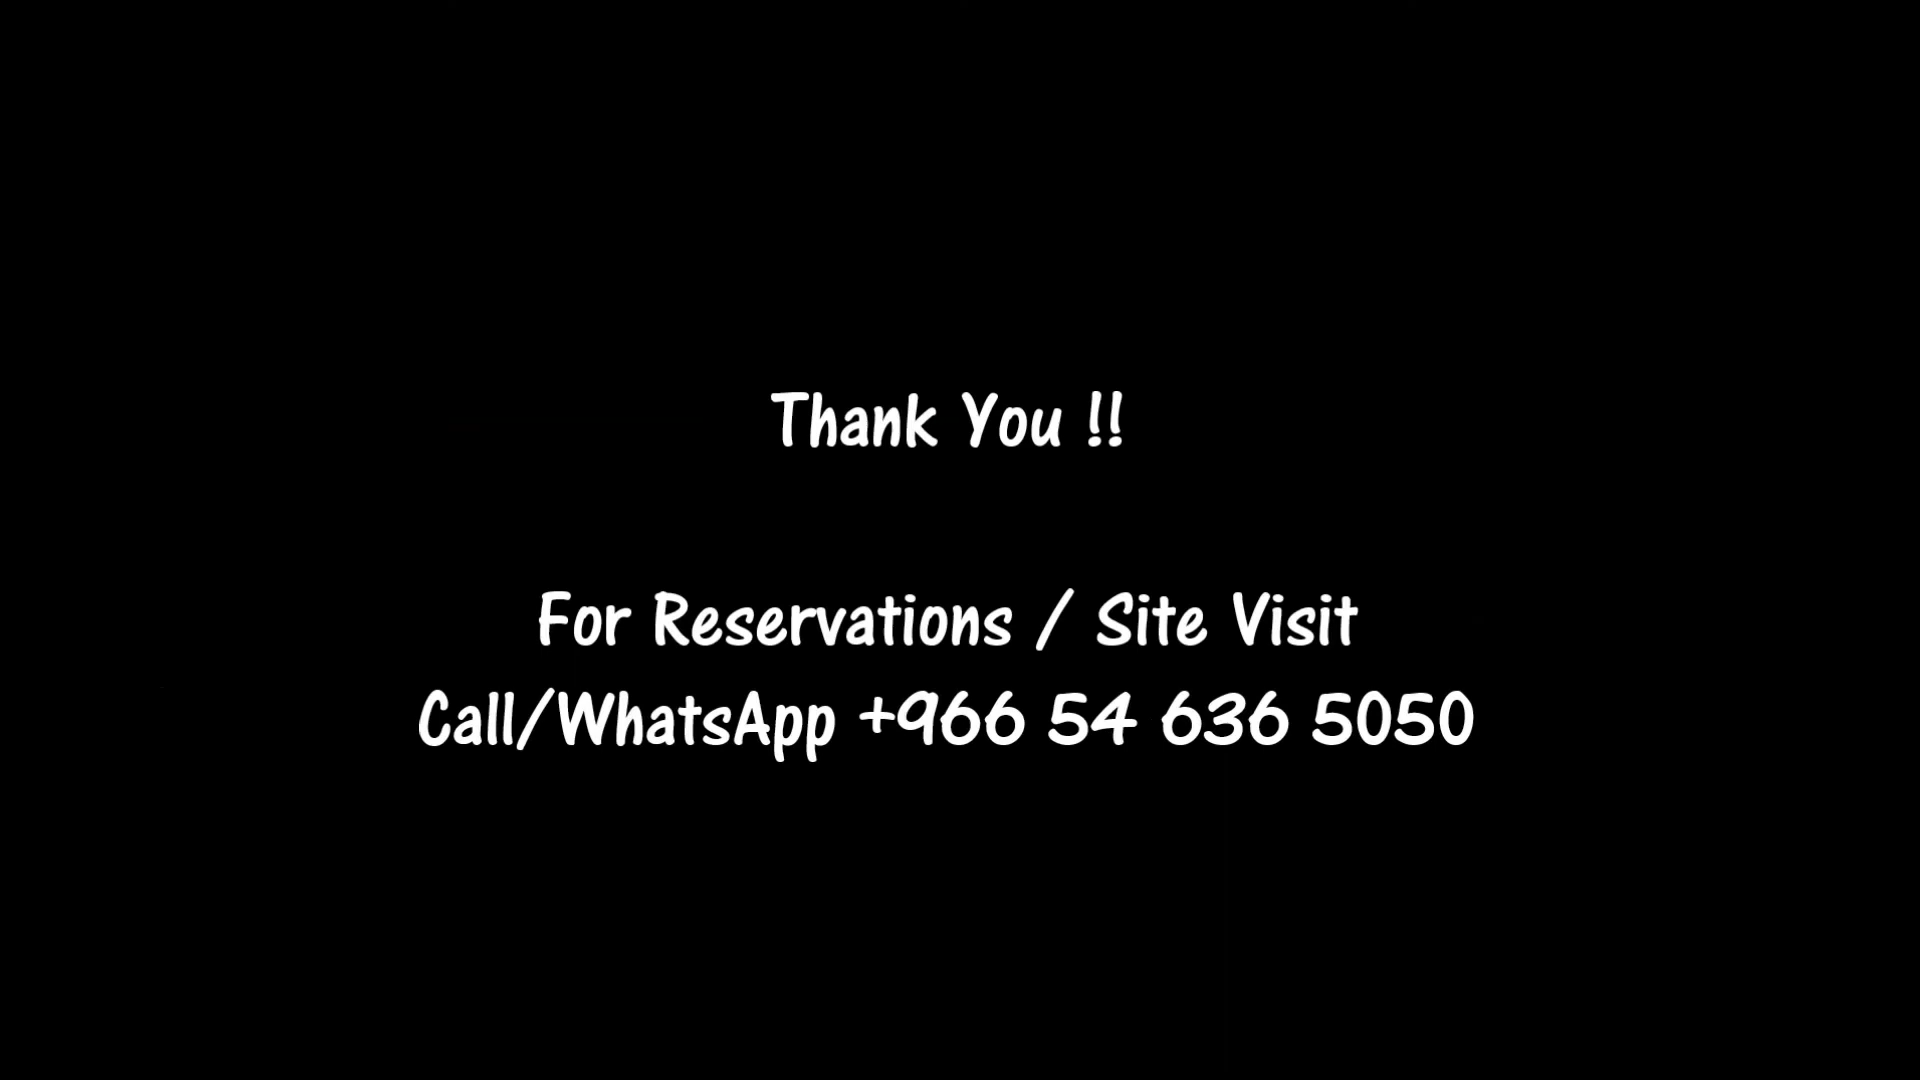 Thank You !!
For Reservations / Site Visit
Call/WhatsApp +966 54 636 5050